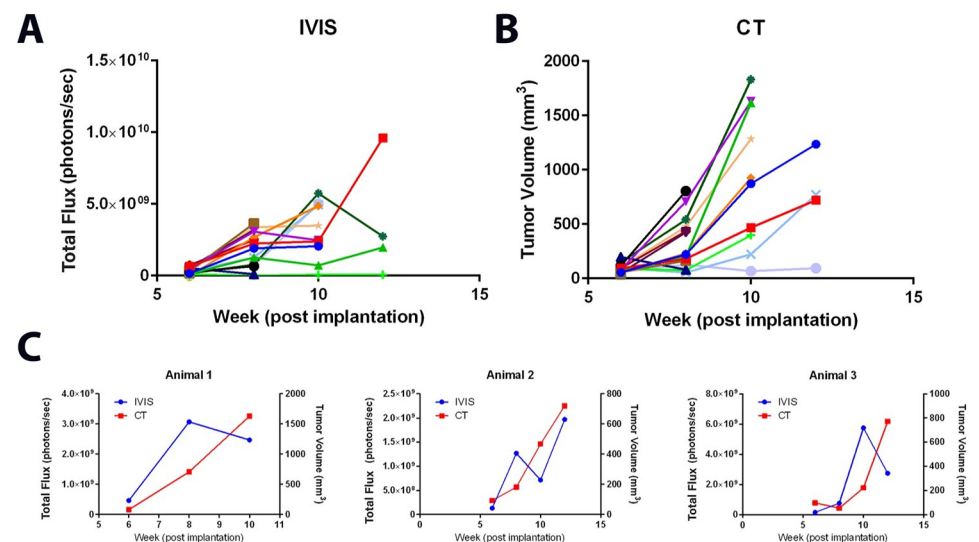 A
IVIS
Total Flux (photons/sec)
1.5×10¹⁰
1.0×10¹⁰
5.0×10⁰⁹
0
5
10
15
Week (post implantation)
B
CT
Tumor Volume (mm³)
2000
1500
1000
500
0
5
10
15
Week (post implantation)
C
Animal 1
IVIS
CT
Total Flux (photons/sec)
4.0×10⁹
3.0×10⁹
2.0×10⁹
1.0×10⁹
0
2000
1500
1000
500
0
Tumor Volume (mm³)
5 6 7 8 9 10 11
Week (post implantation)
Animal 2
IVIS
CT
Total Flux (photons/sec)
2.5×10⁹
2.0×10⁹
1.5×10⁹
1.0×10⁹
5.0×10⁸
0
800
600
400
200
0
Tumor Volume (mm³)
0 5 10 15
Week (post implantation)
Animal 3
IVIS
CT
Total Flux (photons/sec)
8.0×10⁹
6.0×10⁹
4.0×10⁹
2.0×10⁹
0
1000
800
600
400
200
0
Tumor Volume (mm³)
0 5 10 15
Week (post implantation)